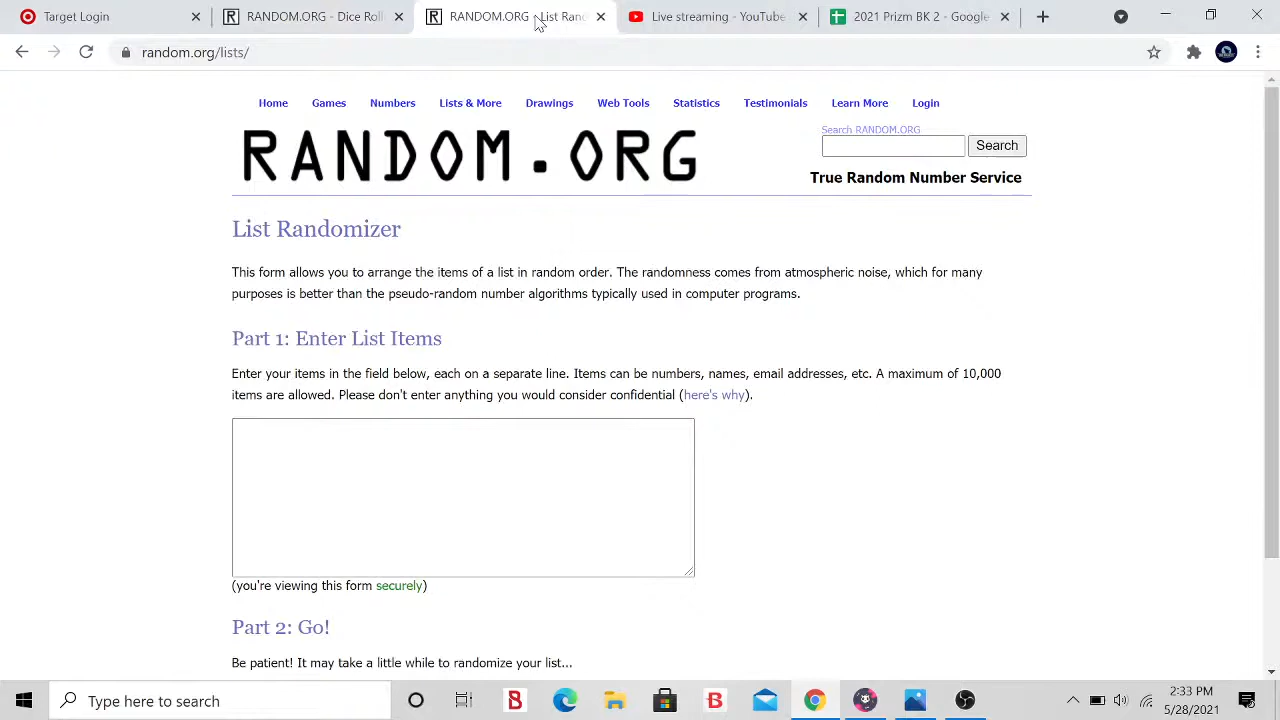 Target Login
RANDOM.ORG - Dice Roll
RANDOM.ORG - List Rand
Live streaming - YouTube
2021 Prizm BK2 - Google
random.org/lists/
Home Games Numbers Lists & More Drawings Web Tools Statistics Testimonials Learn More Login
RANDOM.ORG
Search RANDOM.ORG
Search
True Random Number Service
List Randomizer
This form allows you to arrange the items of a list in random order. The randomness comes from atmospheric noise, which for many
purposes is better than the pseudo-random number algorithms typically used in computer programs.
Part 1: Enter List Items
Enter your items in the field below, each on a separate line. Items can be numbers, names, email addresses, etc. A maximum of 10,000
items are allowed. Please don't enter anything you would consider confidential (here's why).
(you're viewing this form securely)
Part 2: Go!
Be patient! It may take a little while to randomize your list...
Type here to search
2:33 PM
5/28/2021